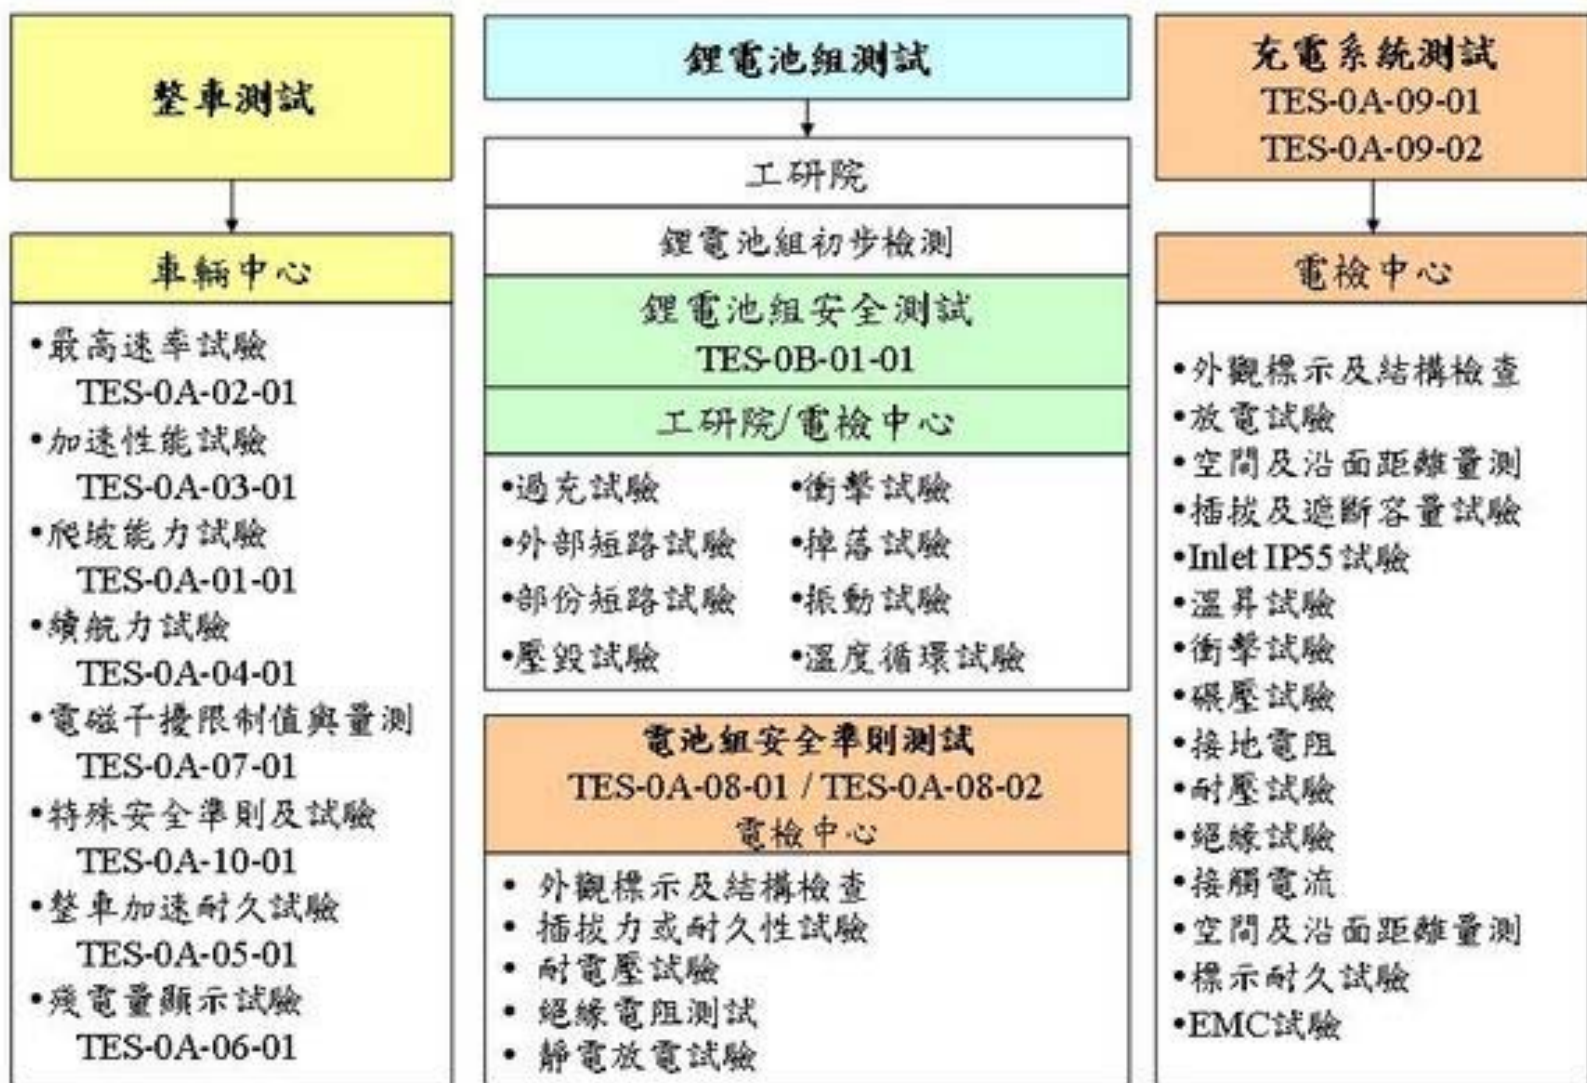 整車測試
車輛中心
•最高速率試驗
TES-0A-02-01
•加速性能試驗
TES-0A-03-01
•爬坡能力試驗
TES-0A-01-01
•續航力試驗
TES-0A-04-01
•電磁干擾限制值與量測
TES-0A-07-01
•特殊安全準則及試驗
TES-0A-10-01
•整車加速耐久試驗
TES-0A-05-01
•殘電量顯示試驗
TES-0A-06-01
鋰電池組測試
工研院
鋰電池組初步檢測
鋰電池組安全測試
TES-0B-01-01
工研院/電檢中心
•過充試驗 •衝擊試驗
•外部短路試驗 •掉落試驗
•部份短路試驗 •振動試驗
•壓毀試驗 •溫度循環試驗
電池組安全準則測試
TES-0A-08-01 / TES-0A-08-02
電檢中心
• 外觀標示及結構檢查
• 插拔力或耐久性試驗
• 耐電壓試驗
• 絕緣電阻測試
• 靜電放電試驗
充電系統測試
TES-0A-09-01
TES-0A-09-02
電檢中心
•外觀標示及結構檢查
•放電試驗
•空間及沿面距離量測
•插拔及遮斷容量試驗
•Inlet IP55試驗
•溫昇試驗
•衝擊試驗
•碾壓試驗
•接地電阻
•耐壓試驗
•絕緣試驗
•接觸電流
•空間及沿面距離量測
•標示耐久試驗
•EMC試驗